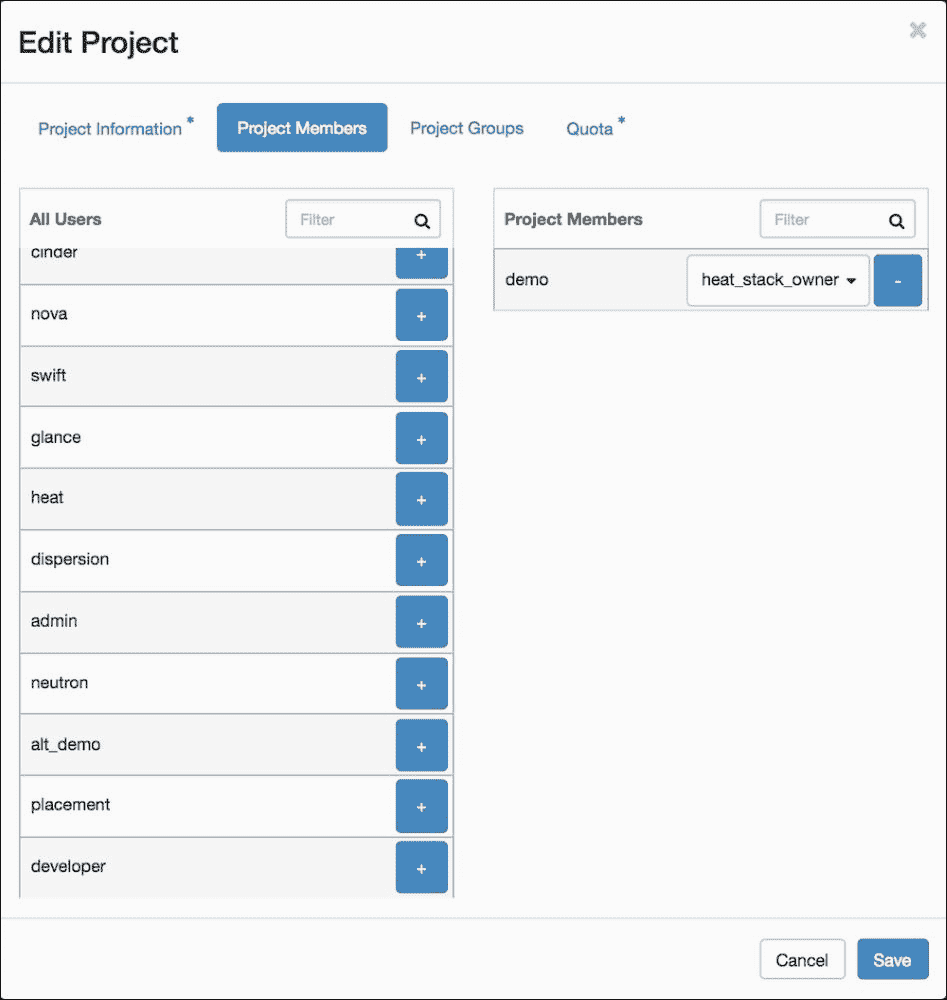 Edit Project
×
Project Information *
Project Members
Project Groups
Quota *
All Users
Filter
cinder +
nova +
swift +
glance +
heat +
dispersion +
admin +
neutron +
alt_demo +
placement +
developer +
Project Members
Filter
demo heat_stack_owner -
Cancel
Save